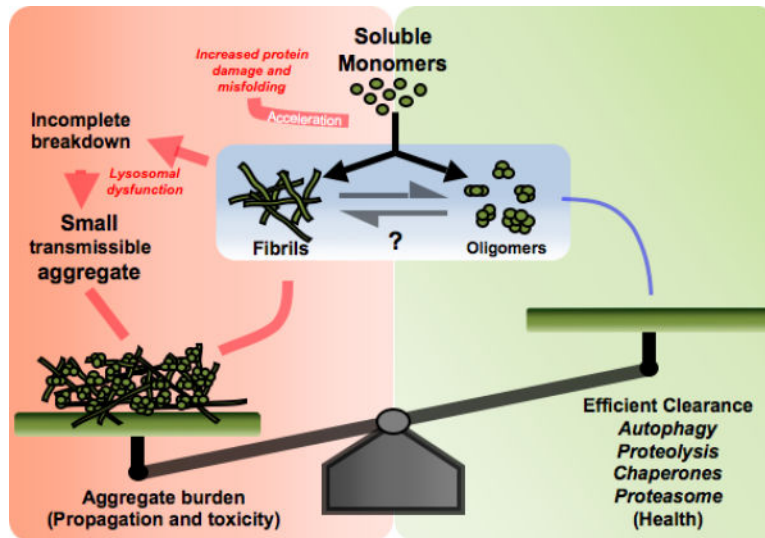 Soluble
Monomers
Increased protein
damage and
misfolding
Acceleration
Incomplete
breakdown
Lysosomal
dysfunction
Small
transmissible
aggregate
Fibrils
?
Oligomers
Efficient Clearance
Autophagy
Proteolysis
Chaperones
Proteasome
(Health)
Aggregate burden
(Propagation and toxicity)